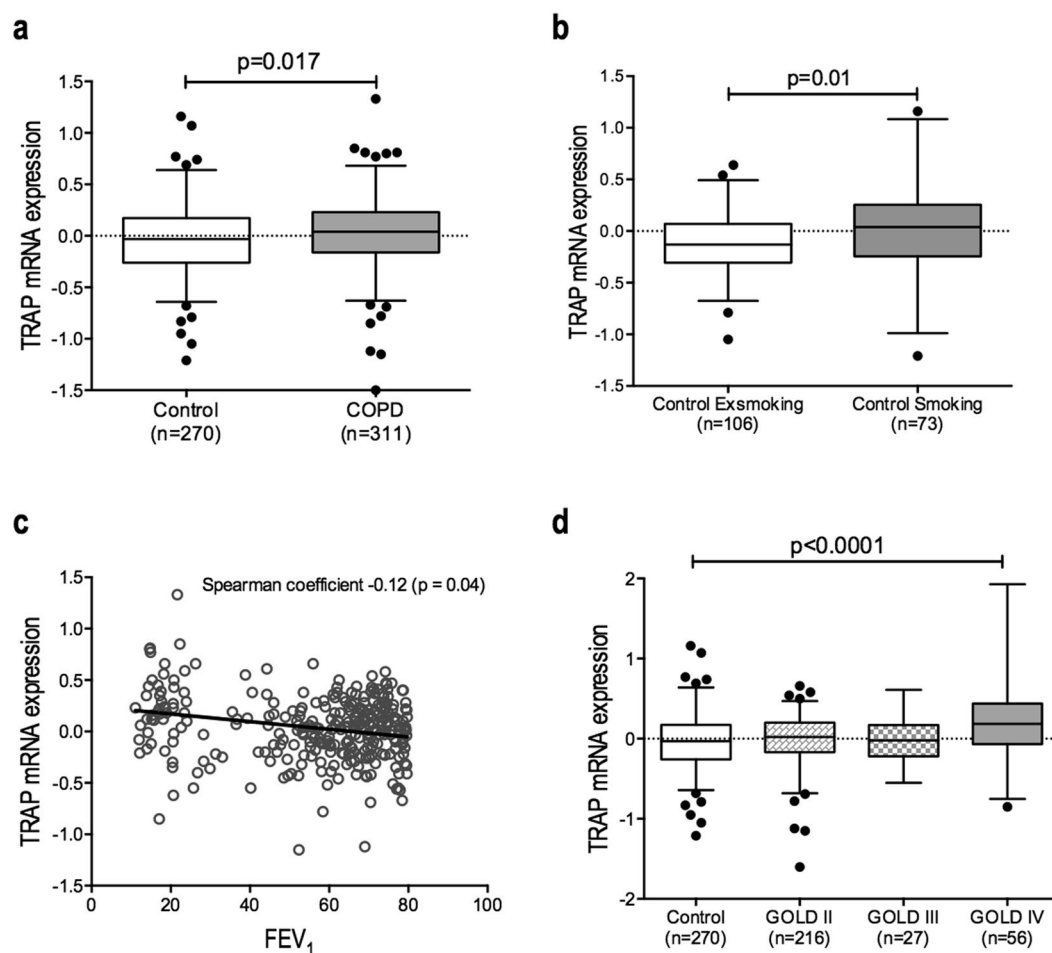 a
p=0.017
TRAP mRNA expression
1.5
1.0
0.5
0.0
-0.5
-1.0
-1.5
Control
(n=270)
COPD
(n=311)
b
p=0.01
TRAP mRNA expression
1.5
1.0
0.5
0.0
-0.5
-1.0
-1.5
Control Exsmoking
(n=106)
Control Smoking
(n=73)
c
Spearman coefficient -0.12 (p = 0.04)
TRAP mRNA expression
1.5
1.0
0.5
0.0
-0.5
-1.0
-1.5
0 20 40 60 80 100
FEV₁
d
p<0.0001
TRAP mRNA expression
2
1
0
-1
-2
Control
(n=270)
GOLD II
(n=216)
GOLD III
(n=27)
GOLD IV
(n=56)